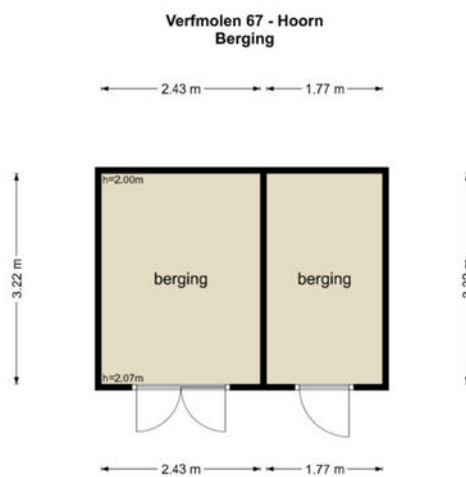 Verfmolen 67 - Hoorn
Berging
2.43 m
1.77 m
h=2.00m
3.22 m
berging
berging
h=2.07m
2.43 m
1.77 m